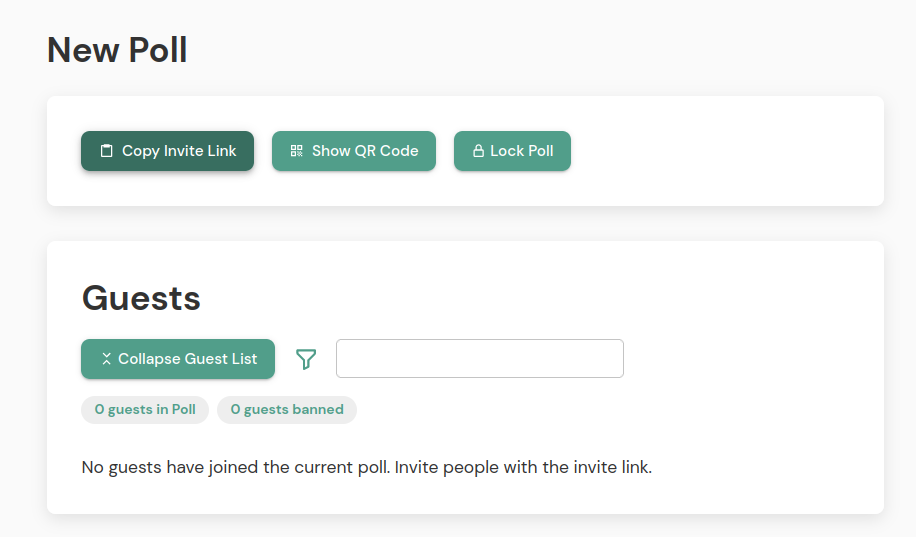 New Poll
Copy Invite Link Show QR Code Lock Poll
Guests
Collapse Guest List
0 guests in Poll 0 guests banned
No guests have joined the current poll. Invite people with the invite link.